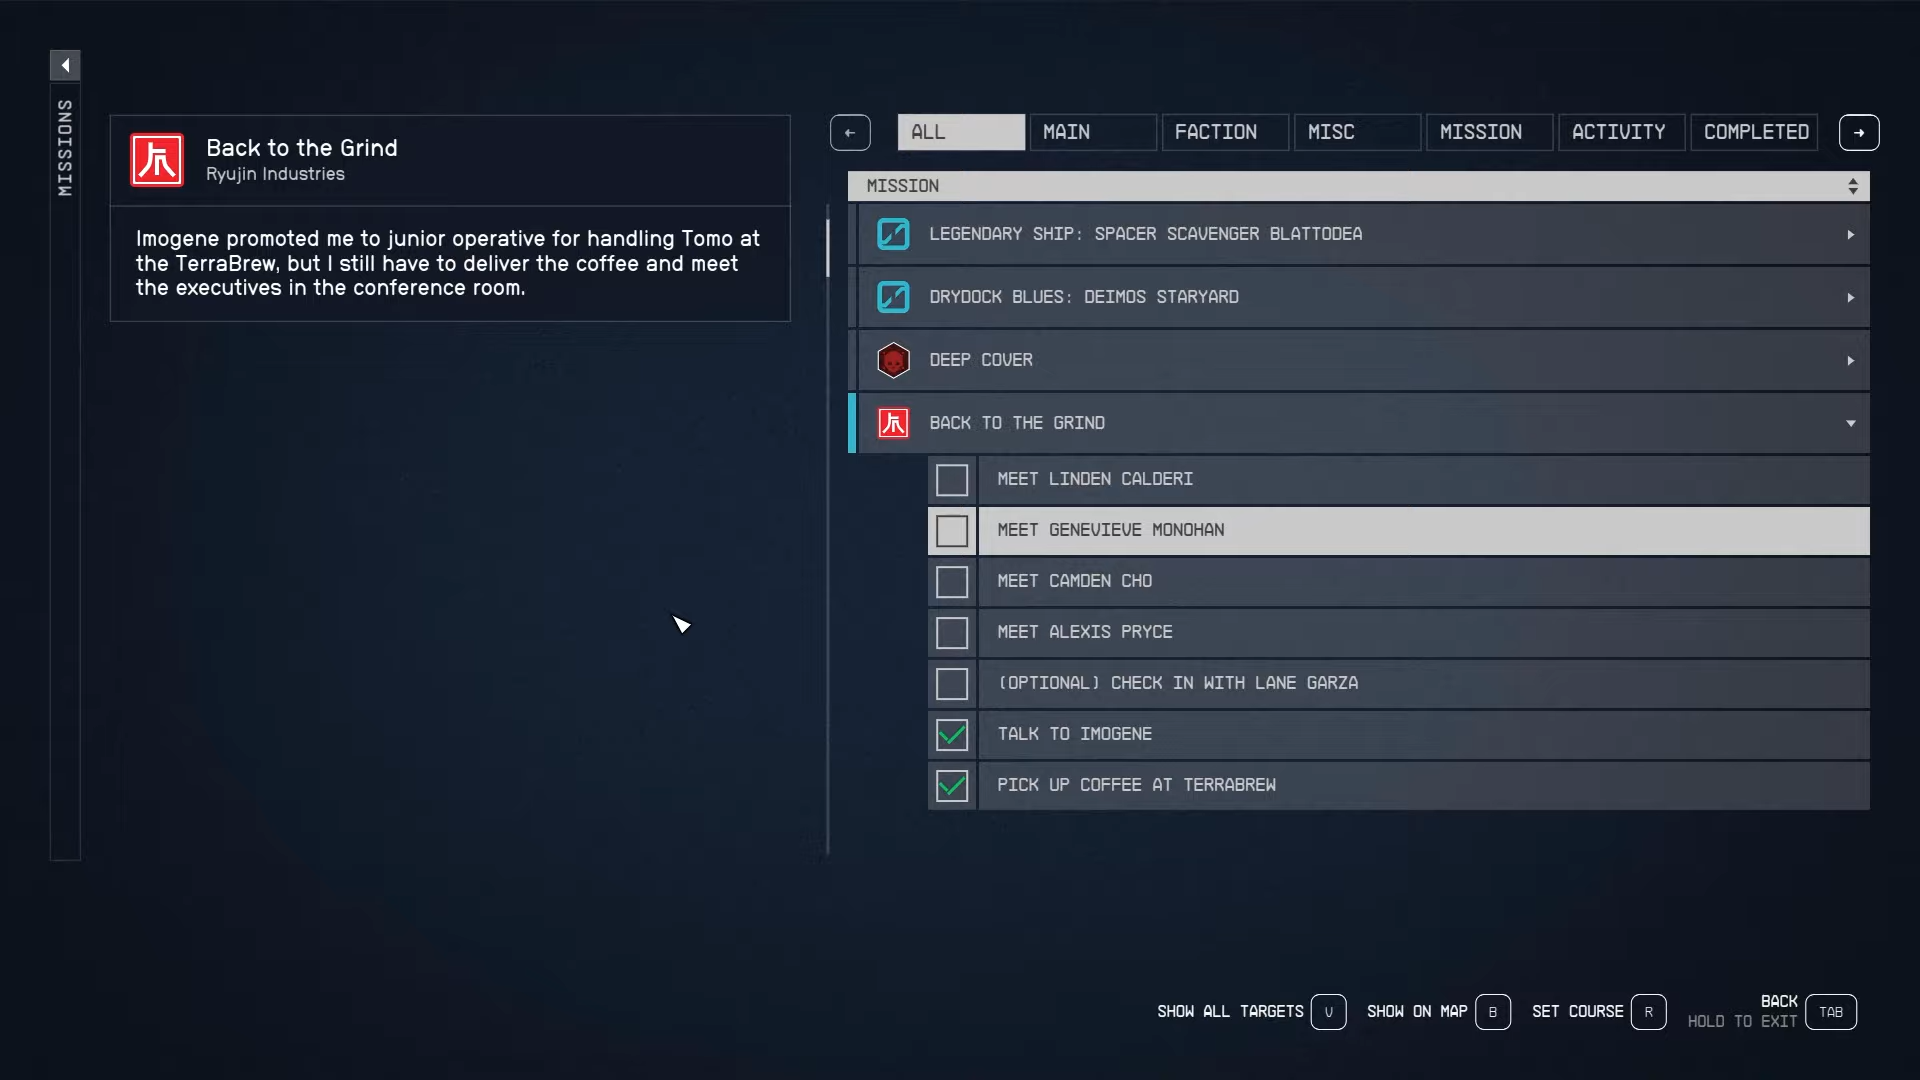 MISSIONS
Back to the Grind
Ryujin Industries
Imogene promoted me to junior operative for handling Tomo at
the TerraBrew, but I still have to deliver the coffee and meet
the executives in the conference room.
ALL MAIN FACTION MISC MISSION ACTIVITY COMPLETED
MISSION
LEGENDARY SHIP: SPACER SCAVENGER BLATTODEA
DRYDOCK BLUES: DEIMOS STARYARD
DEEP COVER
BACK TO THE GRIND
MEET LINDEN CALDERI
MEET GENEVIEVE MONOHAN
MEET CAMDEN CHO
MEET ALEXIS PRYCE
(OPTIONAL) CHECK IN WITH LANE GARZA
TALK TO IMOGENE
PICK UP COFFEE AT TERRABREW
SHOW ALL TARGETS V SHOW ON MAP B SET COURSE R BACK TAB
HOLD TO EXIT